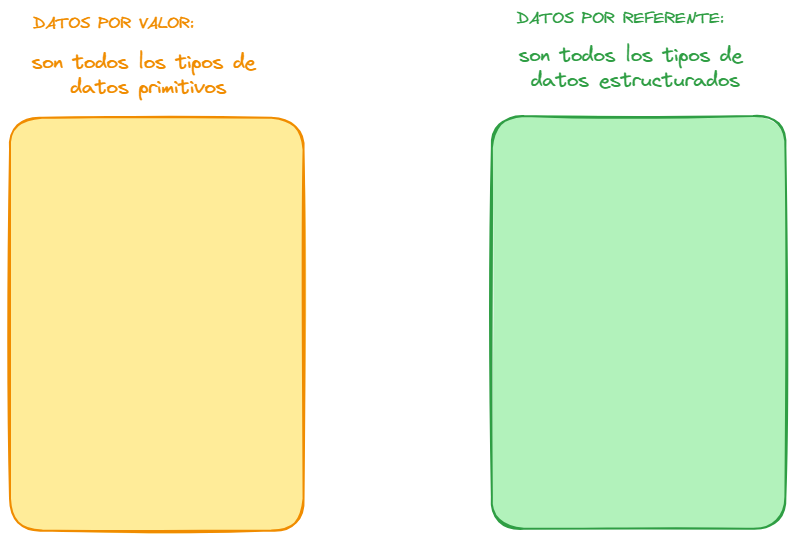 DATOS POR VALOR:
son todos los tipos de
datos primitivos
DATOS POR REFERENTE:
son todos los tipos de
datos estructurados